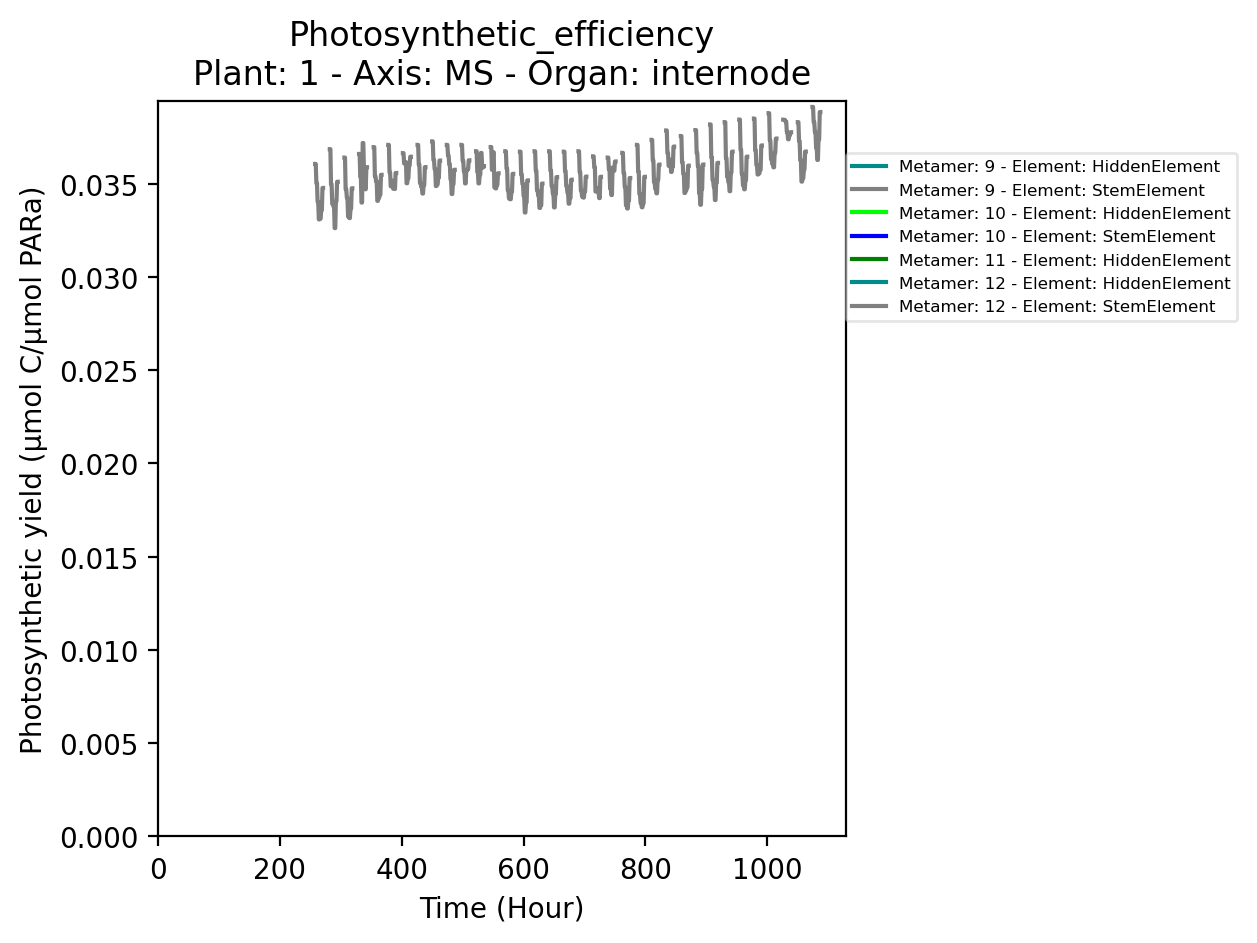 Photosynthetic_efficiency
Plant: 1 - Axis: MS - Organ: internode
Photosynthetic yield (µmol C/µmol PARa)
0.035
0.030
0.025
0.020
0.015
0.010
0.005
0.000
0 200 400 600 800 1000
Time (Hour)
Metamer: 9 - Element: HiddenElement
Metamer: 9 - Element: StemElement
Metamer: 10 - Element: HiddenElement
Metamer: 10 - Element: StemElement
Metamer: 11 - Element: HiddenElement
Metamer: 12 - Element: HiddenElement
Metamer: 12 - Element: StemElement